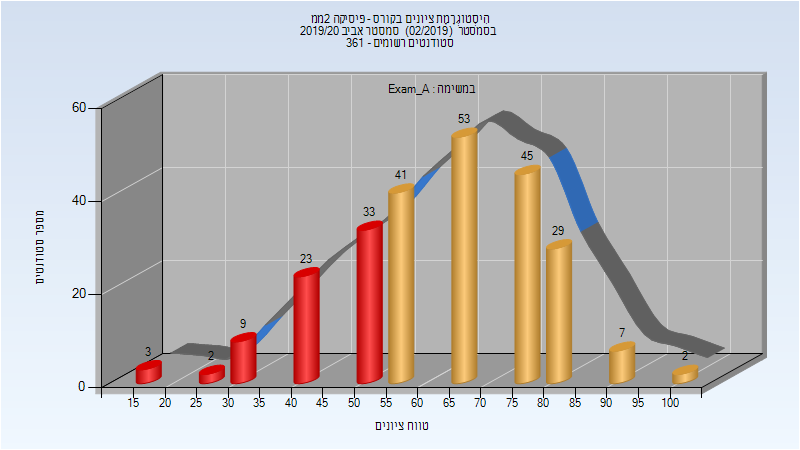 היסטוגרמת ציונים בקורס - פיסיקה 2ממ
בסמסטר (02/2019) סמסטר אביב 2019/20
סטודנטים רשומים - 361
במשימה : Exam_A
מספר סטודנטים
60
40
20
0
3
2
9
23
33
41
53
45
29
7
2
15 20 25 30 35 40 45 50 55 60 65 70 75 80 85 90 95 100
טווח ציונים